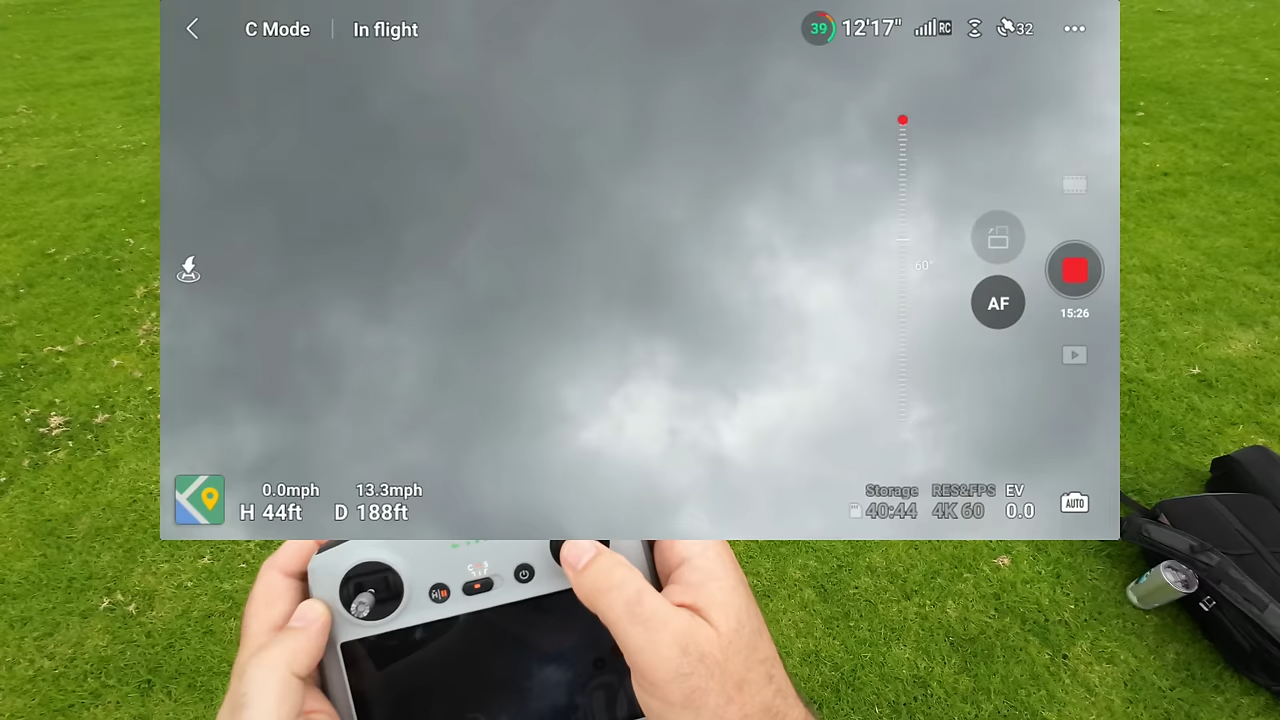 C Mode In flight
39 12'17" RC 32
60°
AF
15:26
0.0mph 13.3mph
H 44ft D 188ft
Storage RES&FPS EV
40:44 4K 60 0.0
AUTO